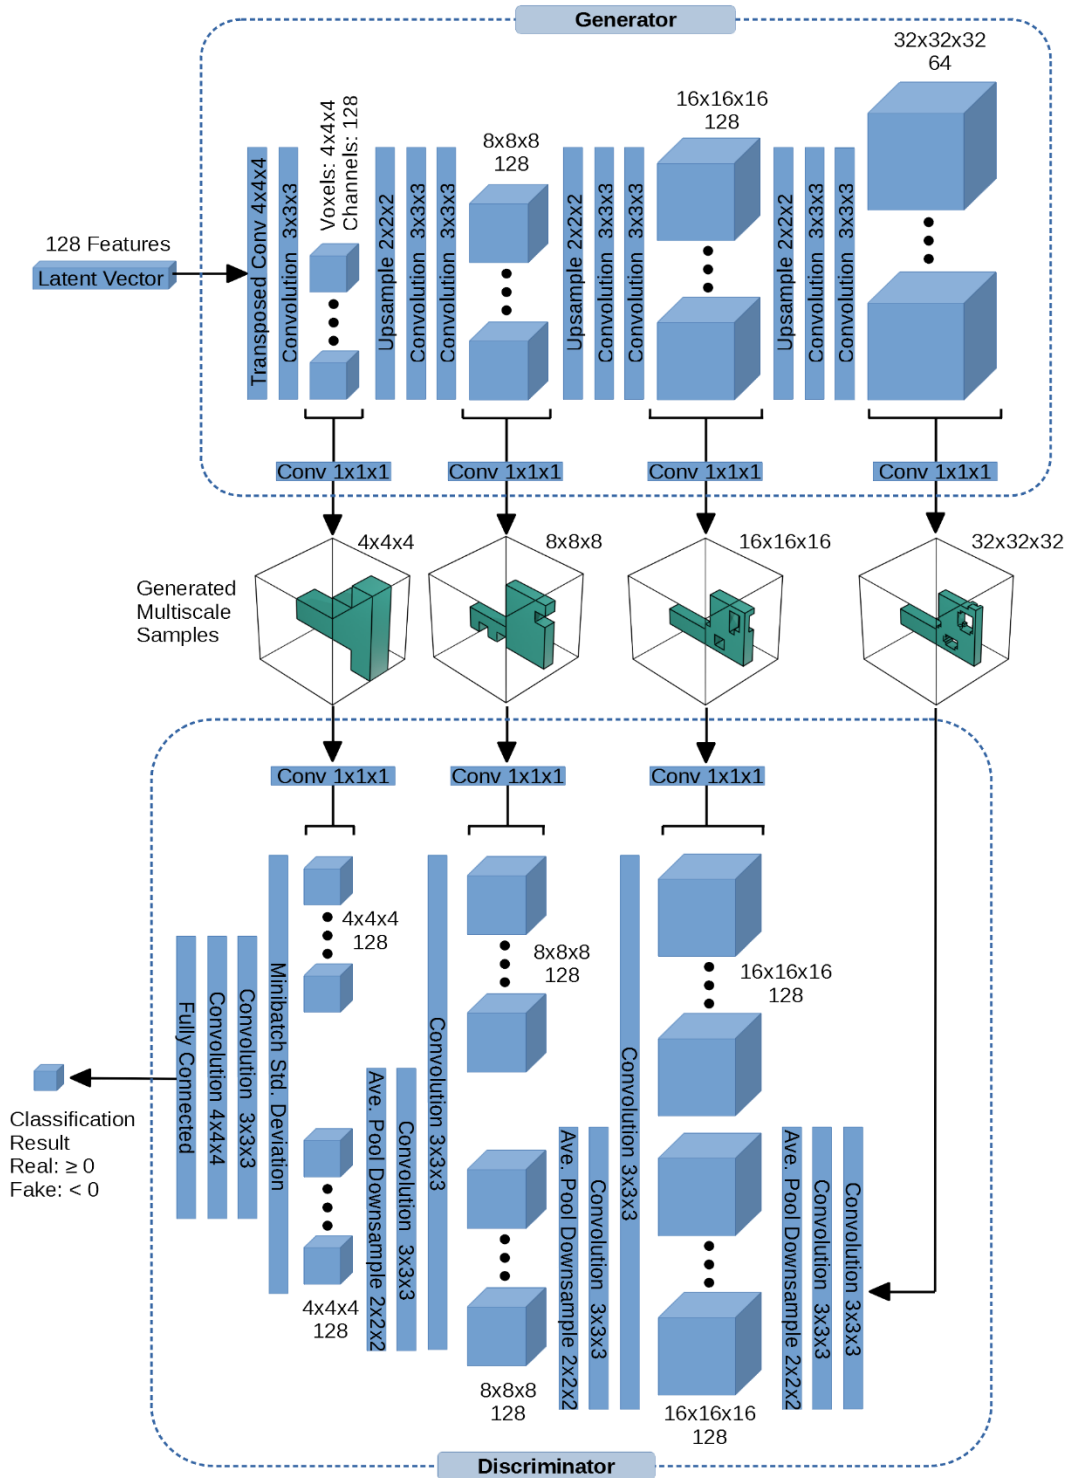 Generator
32x32x32
64
16x16x16
128
8x8x8
128
Voxels: 4x4x4
Channels: 128
128 Features
Latent Vector
Transposed Conv 4x4x4
Convolution 3x3x3
Upsample 2x2x2
Convolution 3x3x3
Convolution 3x3x3
Upsample 2x2x2
Convolution 3x3x3
Convolution 3x3x3
Upsample 2x2x2
Convolution 3x3x3
Convolution 3x3x3
Conv 1x1x1
Conv 1x1x1
Conv 1x1x1
Conv 1x1x1
4x4x4
8x8x8
16x16x16
32x32x32
Generated
Multiscale
Samples
Conv 1x1x1
Conv 1x1x1
Conv 1x1x1
4x4x4
128
8x8x8
128
16x16x16
128
Fully Connected
Convolution 4x4x4
Convolution 3x3x3
Minibatch Std. Deviation
Ave. Pool Downsample 2x2x2
Convolution 3x3x3
Convolution 3x3x3
Ave. Pool Downsample 2x2x2
Convolution 3x3x3
Convolution 3x3x3
Ave. Pool Downsample 2x2x2
Convolution 3x3x3
Convolution 3x3x3
Classification
Result
Real: ≥ 0
Fake: < 0
4x4x4
128
8x8x8
128
16x16x16
128
Discriminator